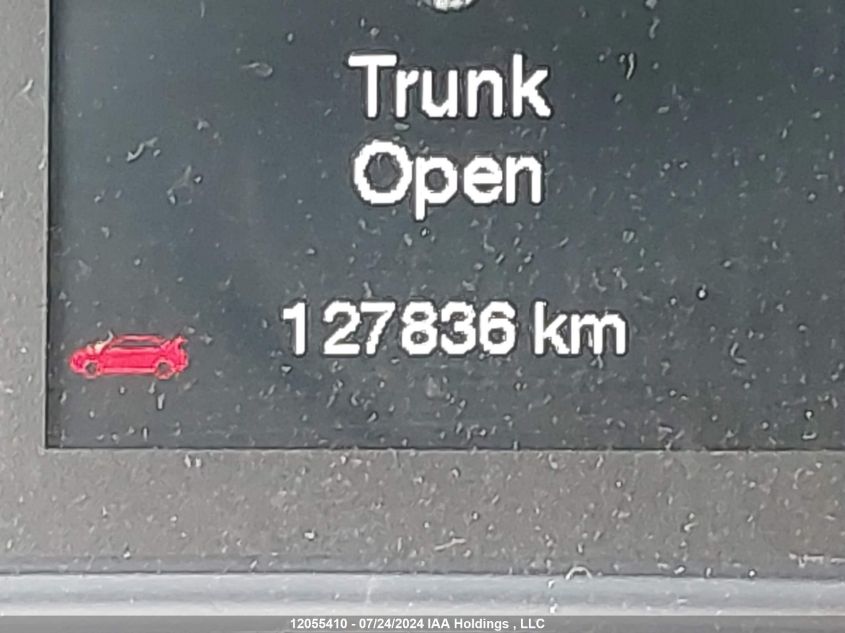 Trunk
Open
127836 km
12055410 - 07/24/2024 IAA Holdings , LLC